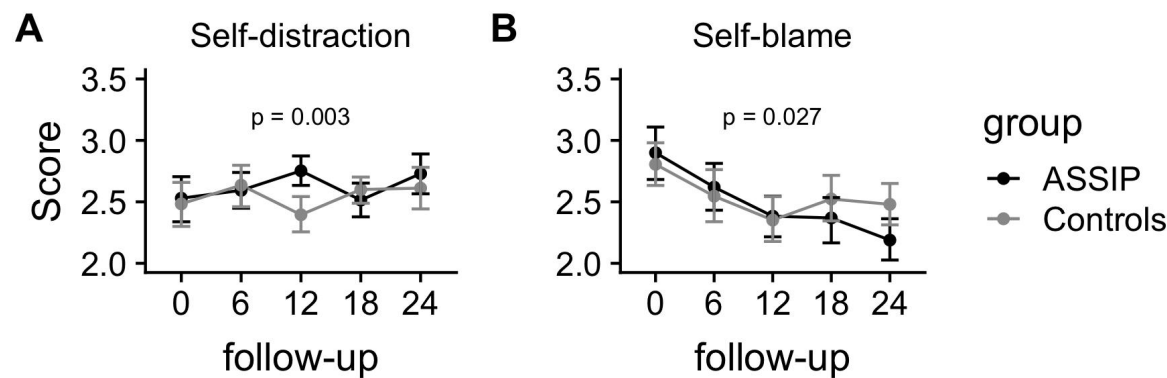 A Self-distraction
3.5
3.0
2.5
2.0
Score
p = 0.003
0 6 12 18 24
follow-up
B Self-blame
3.5
3.0
2.5
2.0
p = 0.027
0 6 12 18 24
follow-up
group
ASSIP
Controls